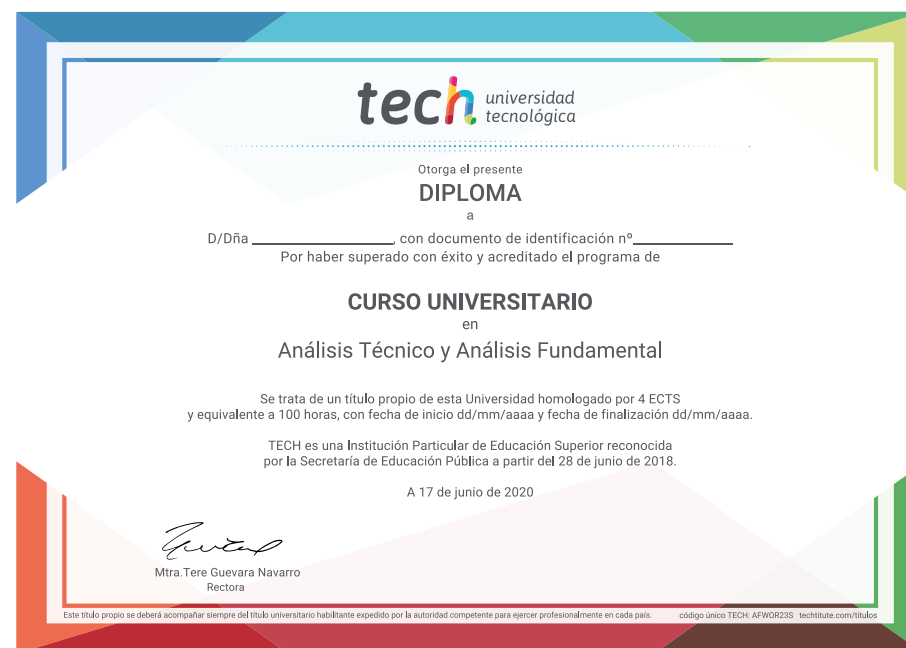 tech universidad
tecnológica
Otorga el presente
DIPLOMA
a
D/Dña ____________________, con documento de identificación nº______________
Por haber superado con éxito y acreditado el programa de
CURSO UNIVERSITARIO
en
Análisis Técnico y Análisis Fundamental
Se trata de un título propio de esta Universidad homologado por 4 ECTS
y equivalente a 100 horas, con fecha de inicio dd/mm/aaaa y fecha de finalización dd/mm/aaaa.
TECH es una Institución Particular de Educación Superior reconocida
por la Secretaría de Educación Pública a partir del 28 de junio de 2018.
A 17 de junio de 2020
Mtra.Tere Guevara Navarro
Rectora
Este título propio se deberá acompañar siempre del título universitario habilitante expedido por la autoridad competente para ejercer profesionalmente en cada país. código único TECH: AFWOR23S techtitute.com/titulos